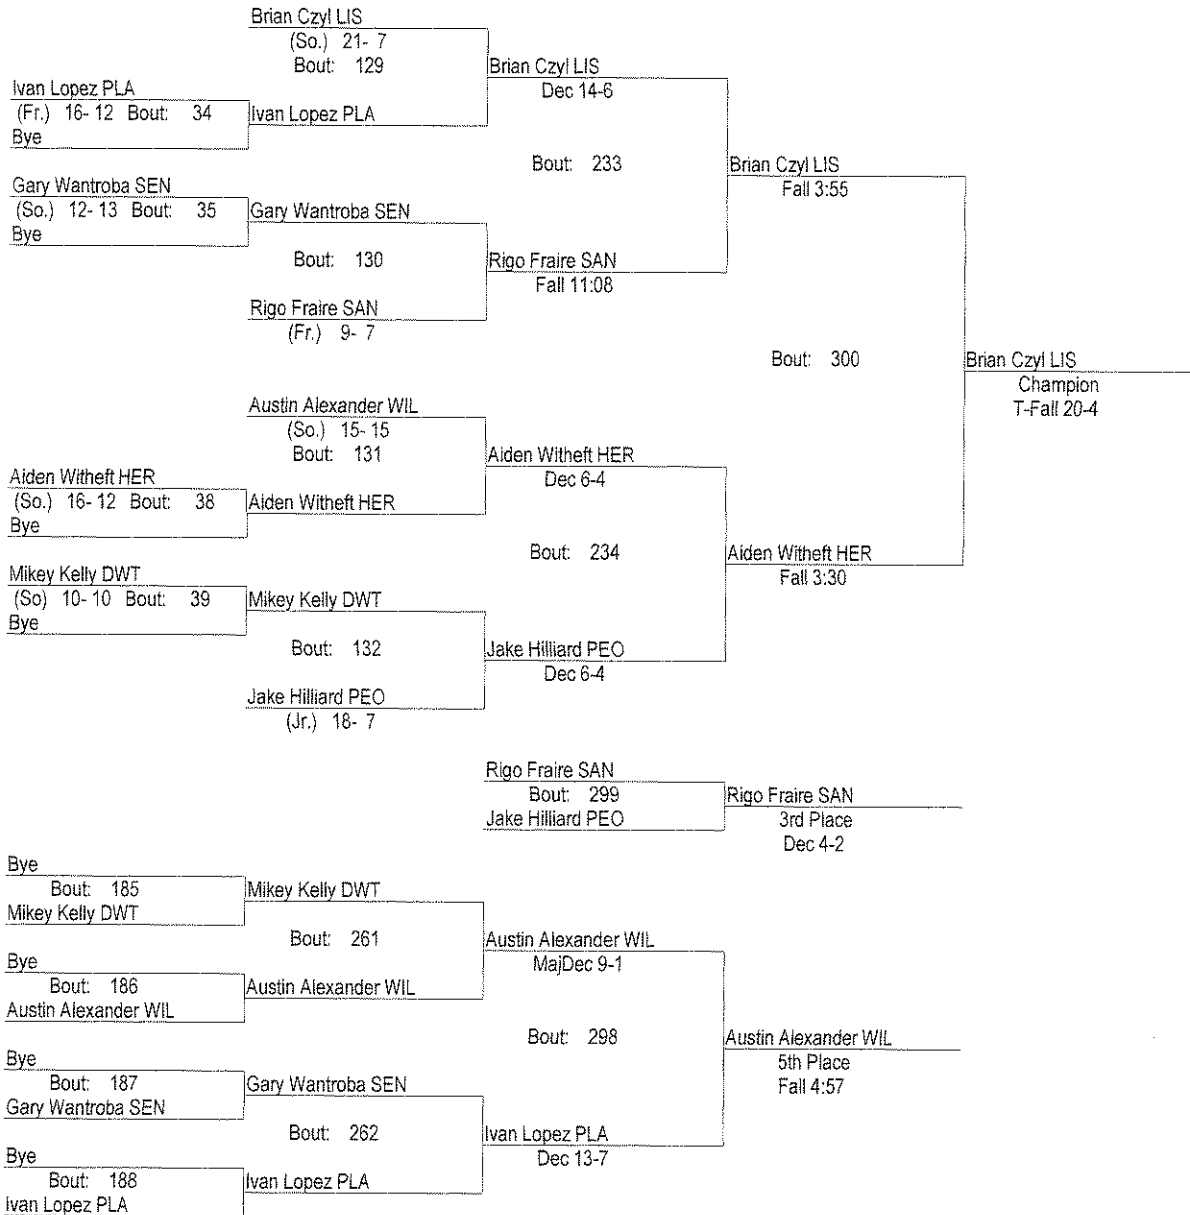 Brian Czyl LIS
(So.) 21- 7
Bout: 129
Brian Czyl LIS
Dec 14-6
Ivan Lopez PLA
(Fr.) 16- 12 Bout: 34
Ivan Lopez PLA
Bye
Bout: 233
Brian Czyl LIS
Fall 3:55
Gary Wantroba SEN
(So.) 12- 13 Bout: 35
Gary Wantroba SEN
Bye
Bout: 130
Rigo Fraire SAN
Fall 11:08
Rigo Fraire SAN
(Fr.) 9- 7
Bout: 300
Brian Czyl LIS
Champion
T-Fall 20-4
Austin Alexander WIL
(So.) 15- 15
Bout: 131
Aiden Witheft HER
Dec 6-4
Aiden Witheft HER
(So.) 16- 12 Bout: 38
Aiden Witheft HER
Bye
Bout: 234
Aiden Witheft HER
Fall 3:30
Mikey Kelly DWT
(So) 10- 10 Bout: 39
Mikey Kelly DWT
Bye
Bout: 132
Jake Hilliard PEO
Dec 6-4
Jake Hilliard PEO
(Jr.) 18- 7
Rigo Fraire SAN
Bout: 299
Jake Hilliard PEO
Rigo Fraire SAN
3rd Place
Dec 4-2
Bye
Bout: 185
Mikey Kelly DWT
Mikey Kelly DWT
Bout: 261
Austin Alexander WIL
MajDec 9-1
Bye
Bout: 186
Austin Alexander WIL
Austin Alexander WIL
Bout: 298
Austin Alexander WIL
5th Place
Fall 4:57
Bye
Bout: 187
Gary Wantroba SEN
Gary Wantroba SEN
Bout: 262
Ivan Lopez PLA
Dec 13-7
Bye
Bout: 188
Ivan Lopez PLA
Ivan Lopez PLA